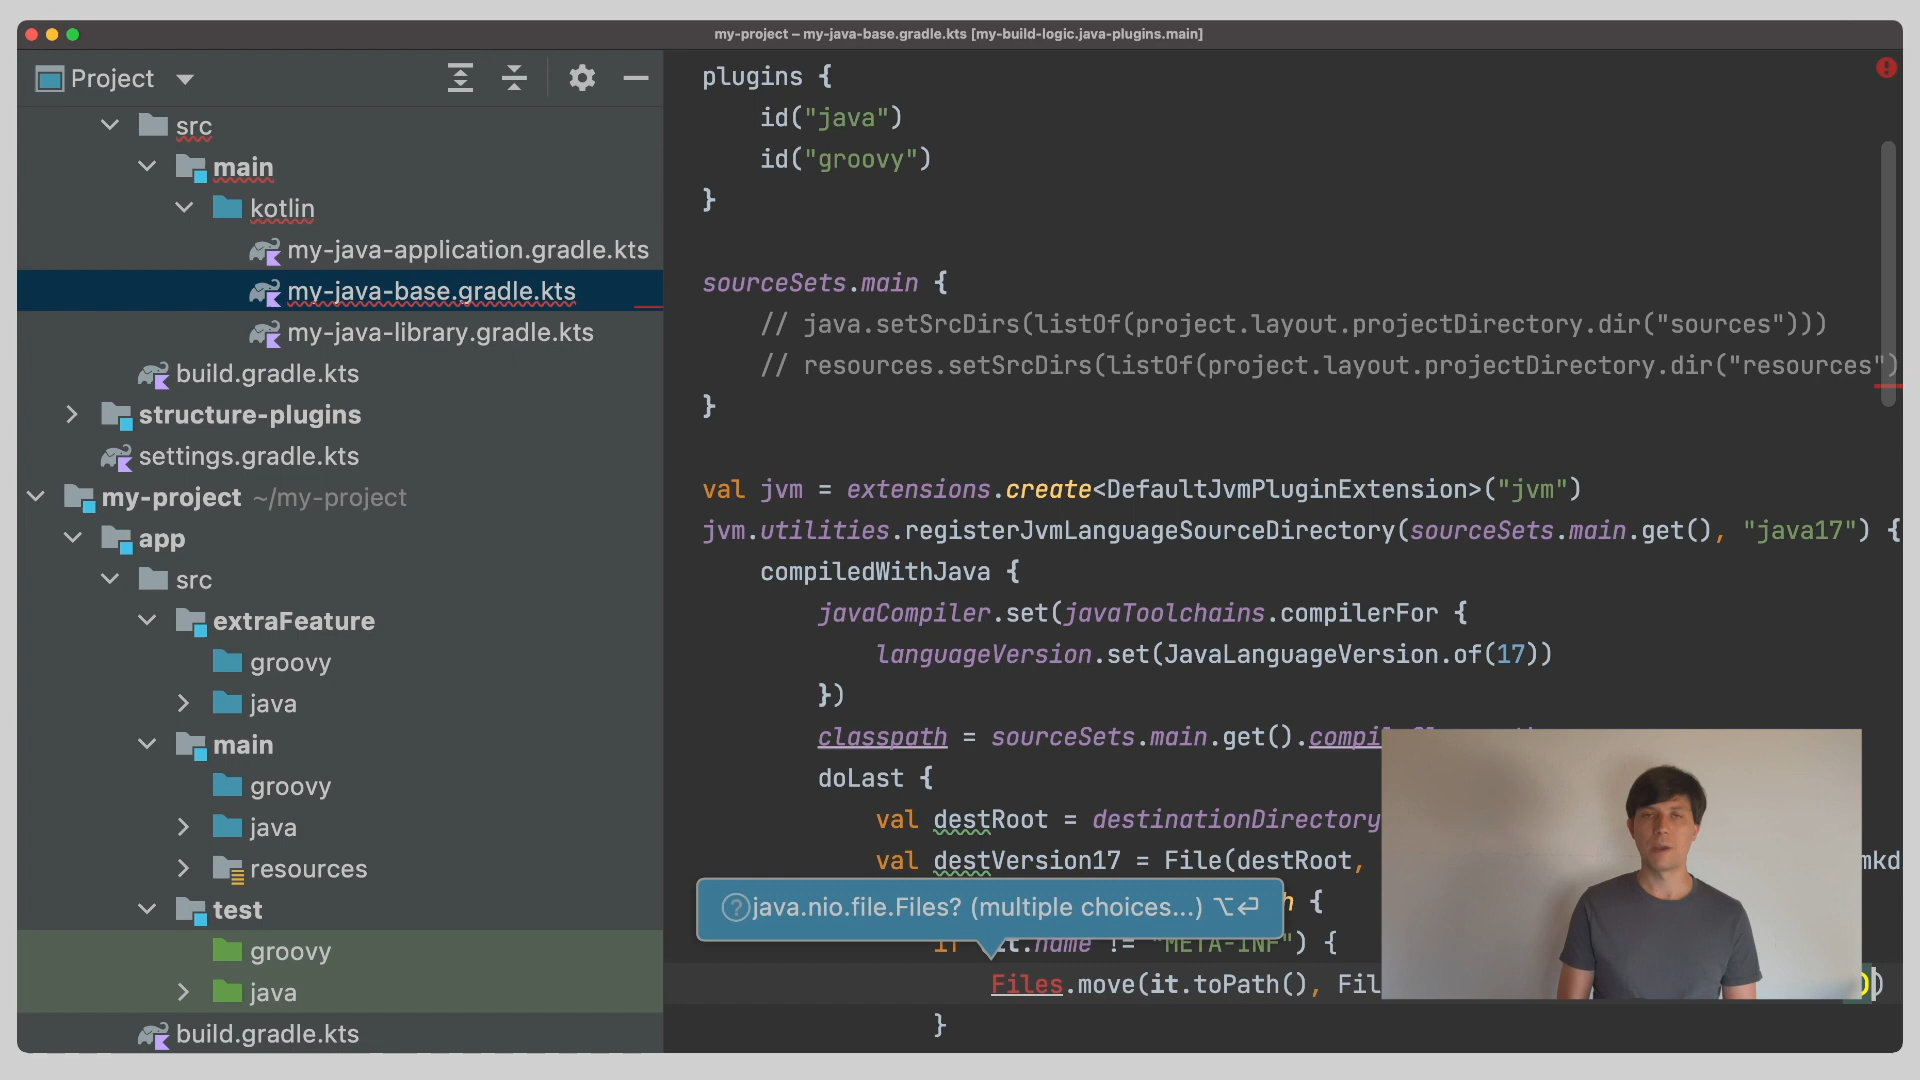 my-project – my-java-base.gradle.kts [my-build-logic.java-plugins.main]
Project
src
main
kotlin
my-java-application.gradle.kts
my-java-base.gradle.kts
my-java-library.gradle.kts
build.gradle.kts
structure-plugins
settings.gradle.kts
my-project ~/my-project
app
src
extraFeature
groovy
java
main
groovy
java
resources
test
groovy
java
build.gradle.kts
plugins {
id("java")
id("groovy")
}
sourceSets.main {
// java.setSrcDirs(listOf(project.layout.projectDirectory.dir("sources")))
// resources.setSrcDirs(listOf(project.layout.projectDirectory.dir("resources")
}
val jvm = extensions.create<DefaultJvmPluginExtension>("jvm")
jvm.utilities.registerJvmLanguageSourceDirectory(sourceSets.main.get(), "java17") {
compiledWithJava {
javaCompiler.set(javaToolchains.compilerFor {
languageVersion.set(JavaLanguageVersion.of(17))
})
classpath = sourceSets.main.get().
doLast {
val destRoot = destinationDirectory
val destVersion17 = File(destRoot, mkd
java.nio.file.Files? (multiple choices...) ⌥⏎
{
it.name != "META-INF") {
Files.move(it.toPath(), Fil )
}